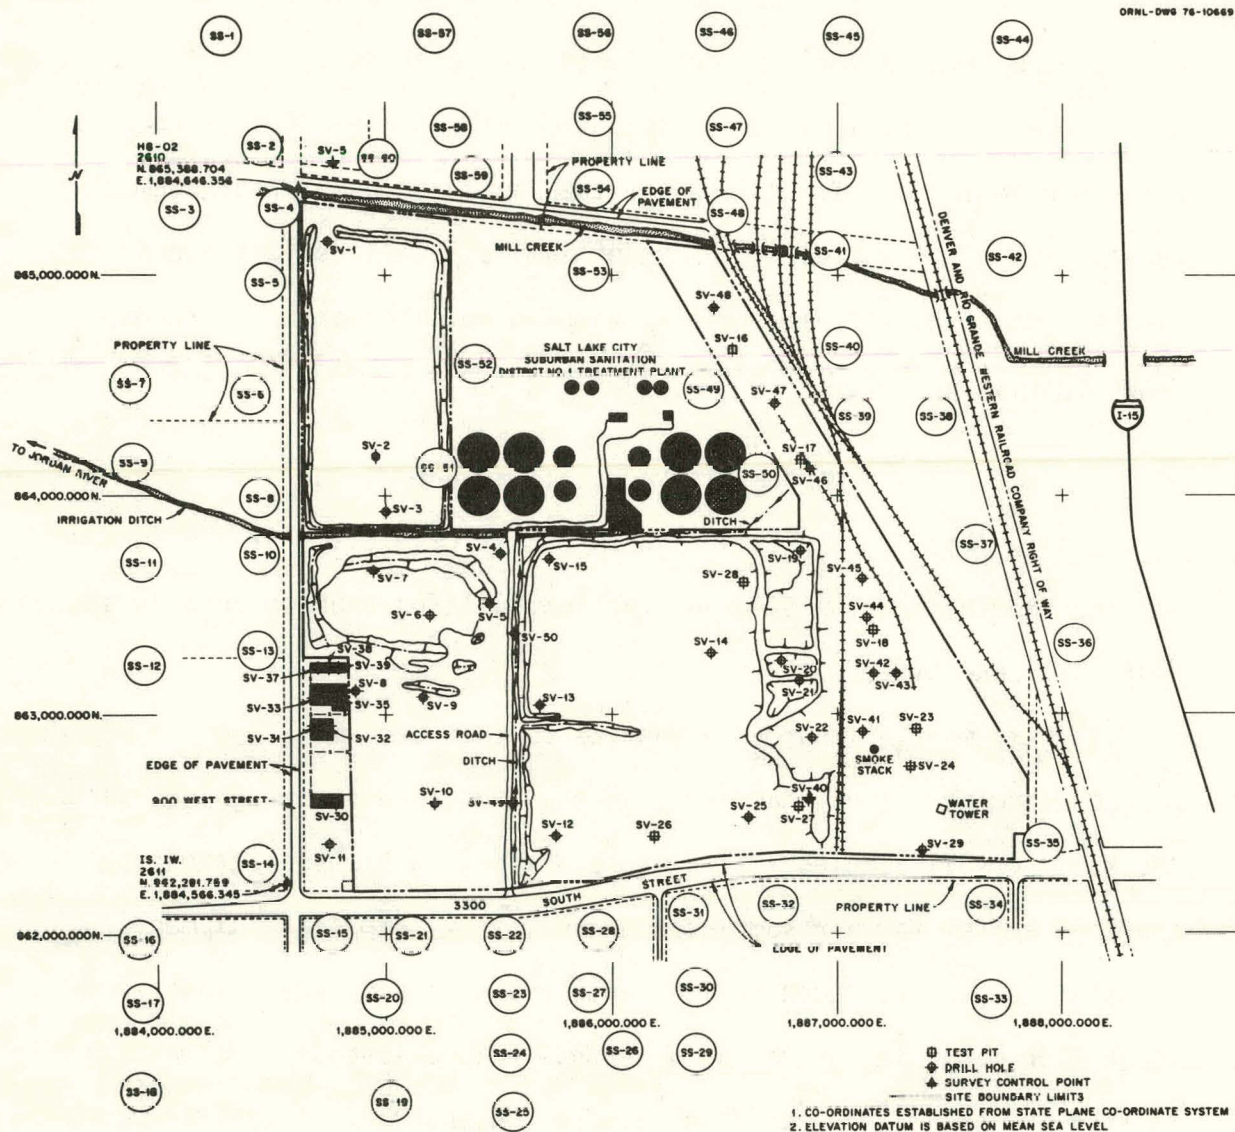 ORNL-DWG 76-10669
SS-1
SS-57
SS-56
SS-46
SS-45
SS-44
SS-55
SS-58
SS-47
HB-02
2610
N. 865,388.704
E. 1,884,646.356
SS-2
SV-5
N
SS-59
PROPERTY LINE
SS-54
EDGE OF
PAVEMENT
SS-43
SS-3
SS-4
SS-48
MILL CREEK
SS-41
SS-42
DENVER AND RIO GRANDE WESTERN RAILROAD COMPANY RIGHT OF WAY
SV-1
865,000.000N.
SS-5
SS-53
SV-48
SV-16
PROPERTY LINE
SS-52
SALT LAKE CITY
SUBURBAN SANITATION
DISTRICT NO. 1 TREATMENT PLANT
SS-40
MILL CREEK
SS-7
SS-6
SS-49
SV-47
SS-39
SS-38
I-15
TO JORDAN RIVER
SS-9
SV-2
SS-51
SS-50
SV-17
SV-46
864,000.000N.
SS-8
SV-3
IRRIGATION DITCH
DITCH
SS-10
SV-4
SV-15
SV-19
SS-37
SS-11
SV-7
SV-28
SV-45
SV-6
SV-5
SV-44
SV-50
SV-18
SS-36
SS-13
SV-38
SV-14
SS-12
SV-39
SV-20
SV-42
SV-37
SV-8
SV-21
SV-43
SV-33
SV-35
SV-9
SV-13
863,000.000N.
SV-31
SV-32
ACCESS ROAD
SV-22
SV-41
SV-23
SMOKE
STACK
EDGE OF PAVEMENT
DITCH
SV-24
900 WEST STREET
SV-10
SV-49
SV-40
SV-30
SV-25
SV-27
WATER
TOWER
SV-11
SV-12
SV-26
SV-29
SS-35
IS. IW.
2611
N. 942,281.759
E. 1,884,566.345
SS-14
3300 SOUTH STREET
SS-31
SS-32
PROPERTY LINE
SS-34
862,000.000N.
SS-16
SS-15
SS-21
SS-22
SS-28
EDGE OF PAVEMENT
SS-17
SS-20
SS-23
SS-27
SS-30
SS-33
1,884,000.000 E.
1,885,000.000 E.
1,886,000.000 E.
1,887,000.000 E.
1,888,000.000 E.
SS-24
SS-26
SS-29
SS-18
SS-19
SS-25
TEST PIT
DRILL HOLE
SURVEY CONTROL POINT
SITE BOUNDARY LIMITS
1. CO-ORDINATES ESTABLISHED FROM STATE PLANE CO-ORDINATE SYSTEM
2. ELEVATION DATUM IS BASED ON MEAN SEA LEVEL